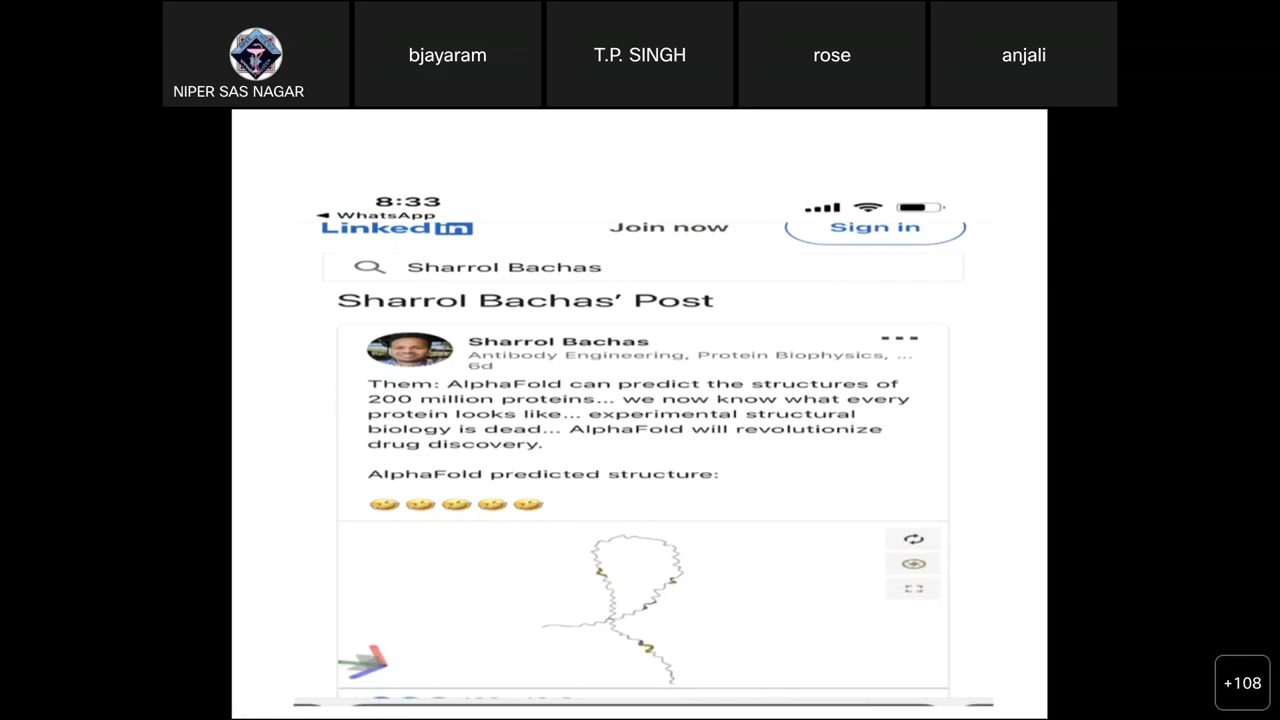 NIPER SAS NAGAR
bjayaram
T.P. SINGH
rose
anjali
8:33
◄ WhatsApp
LinkedIn
Join now
Sign in
Sharrol Bachas
Sharrol Bachas' Post
Sharrol Bachas
Antibody Engineering, Protein Biophysics, ...
6d
Them: AlphaFold can predict the structures of
200 million proteins... we now know what every
protein looks like... experimental structural
biology is dead... AlphaFold will revolutionize
drug discovery.
AlphaFold predicted structure:
🤣🤣🤣🤣🤣
+108